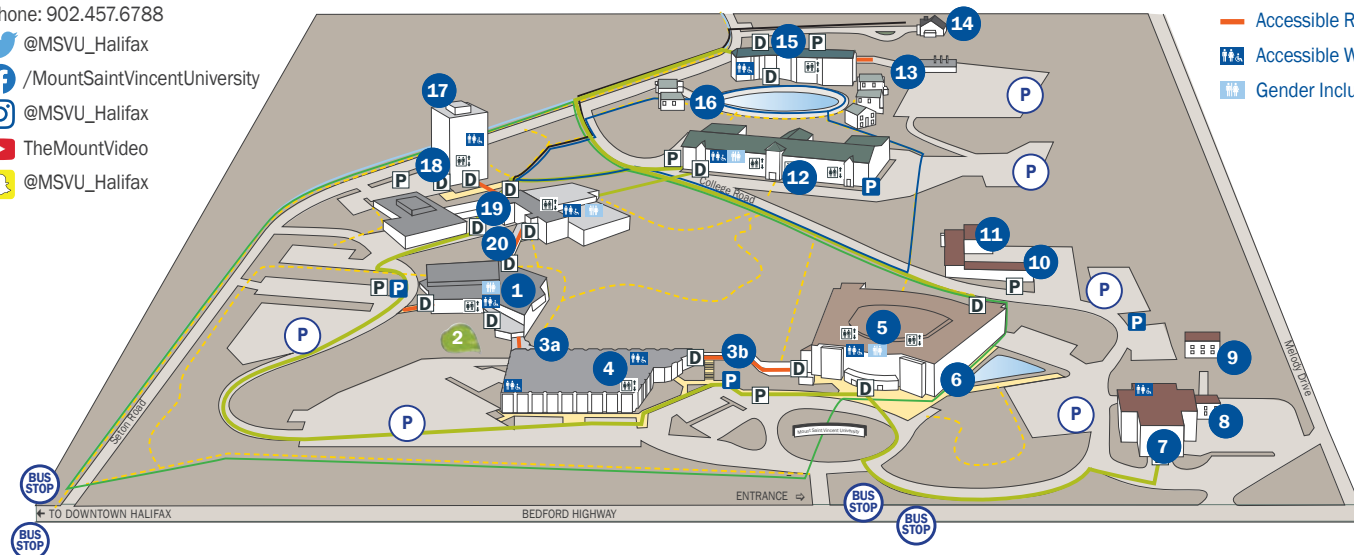 hone: 902.457.6788
@MSVU_Halifax
/MountSaintVincentUniversity
@MSVU_Halifax
TheMountVideo
@MSVU_Halifax
Accessible R
Accessible W
Gender Inclu
14
D 15 P
D
13
17
16
P
P
18
P D D D
P D
12
P
College Road
19
D
20 D
D
11
10
P
P
P P
1
D
D
D
5
P
P
2
3a
4
D 3b
D
P
P
D
6
9
Melody Drive
Seton Road
P
Mount Saint Vincent University
P
8
7
BUS
STOP
ENTRANCE
BUS
STOP
TO DOWNTOWN HALIFAX
BEDFORD HIGHWAY
BUS
STOP
BUS
STOP